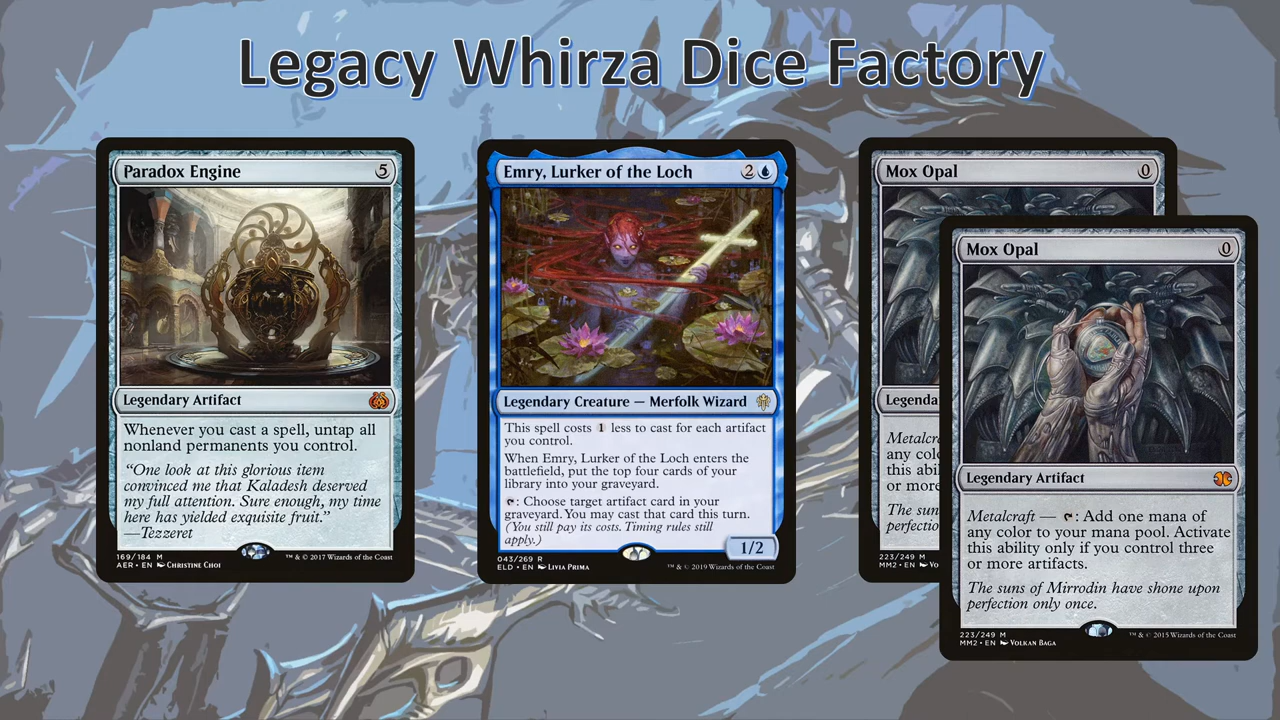 Legacy Whirza Dice Factory
Paradox Engine 5
Legendary Artifact
Whenever you cast a spell, untap all
nonland permanents you control.
“One look at this glorious item
convinced me that Kaladesh deserved
my full attention. Sure enough, my time
here has yielded exquisite fruit.”
—Tezzeret
169/184 M
AER • EN Christine Choi
™ & © 2017 Wizards of the Coast
Emry, Lurker of the Loch 2
Legendary Creature — Merfolk Wizard
This spell costs 1 less to cast for each artifact
you control.
When Emry, Lurker of the Loch enters the
battlefield, put the top four cards of your
library into your graveyard.
: Choose target artifact card in your
graveyard. You may cast that card this turn.
(You still pay its costs. Timing rules still
apply.)
1/2
043/269 R
ELD • EN Livia Prima
™ & © 2019 Wizards of the Coast
Mox Opal 0
Legenda
Metalcra
any colo
this abil
or more
The sun
perfectio
223/249 M
MM2 • EN Vo
Mox Opal 0
Legendary Artifact
Metalcraft — : Add one mana of
any color to your mana pool. Activate
this ability only if you control three
or more artifacts.
The suns of Mirrodin have shone upon
perfection only once.
223/249 M
MM2 • EN Volkan Baga
™ & © 2015 Wizards of the Coast